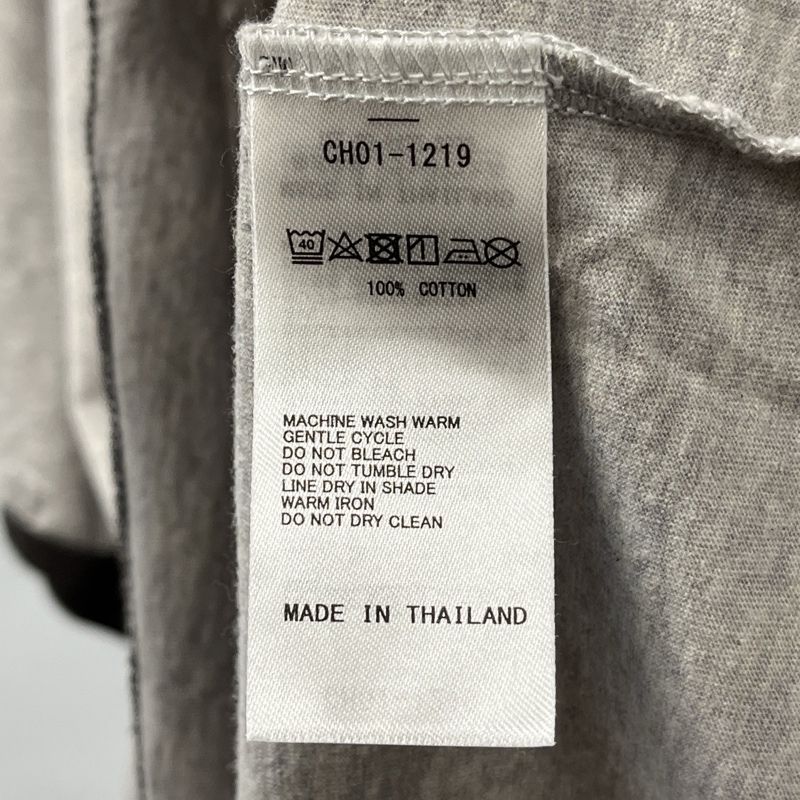 CH01-1219
40
100% COTTON
MACHINE WASH WARM
GENTLE CYCLE
DO NOT BLEACH
DO NOT TUMBLE DRY
LINE DRY IN SHADE
WARM IRON
DO NOT DRY CLEAN
MADE IN THAILAND